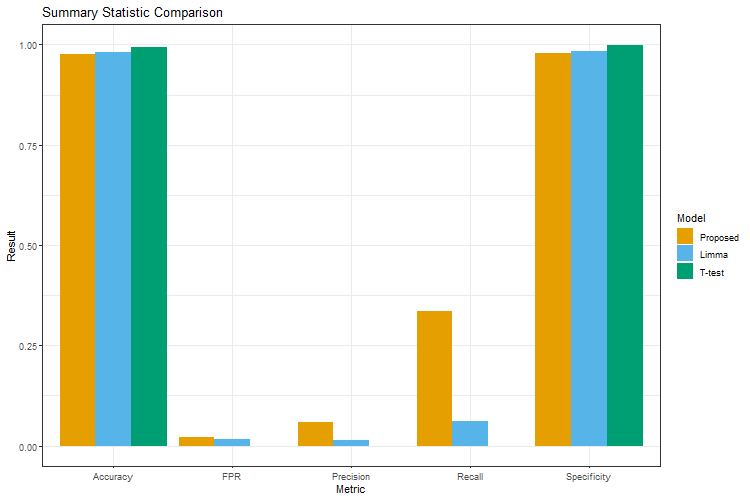 Summary Statistic Comparison
1.00
0.75
0.50
0.25
0.00
Result
Accuracy
FPR
Precision
Recall
Specificity
Metric
Model
Proposed
Limma
T-test